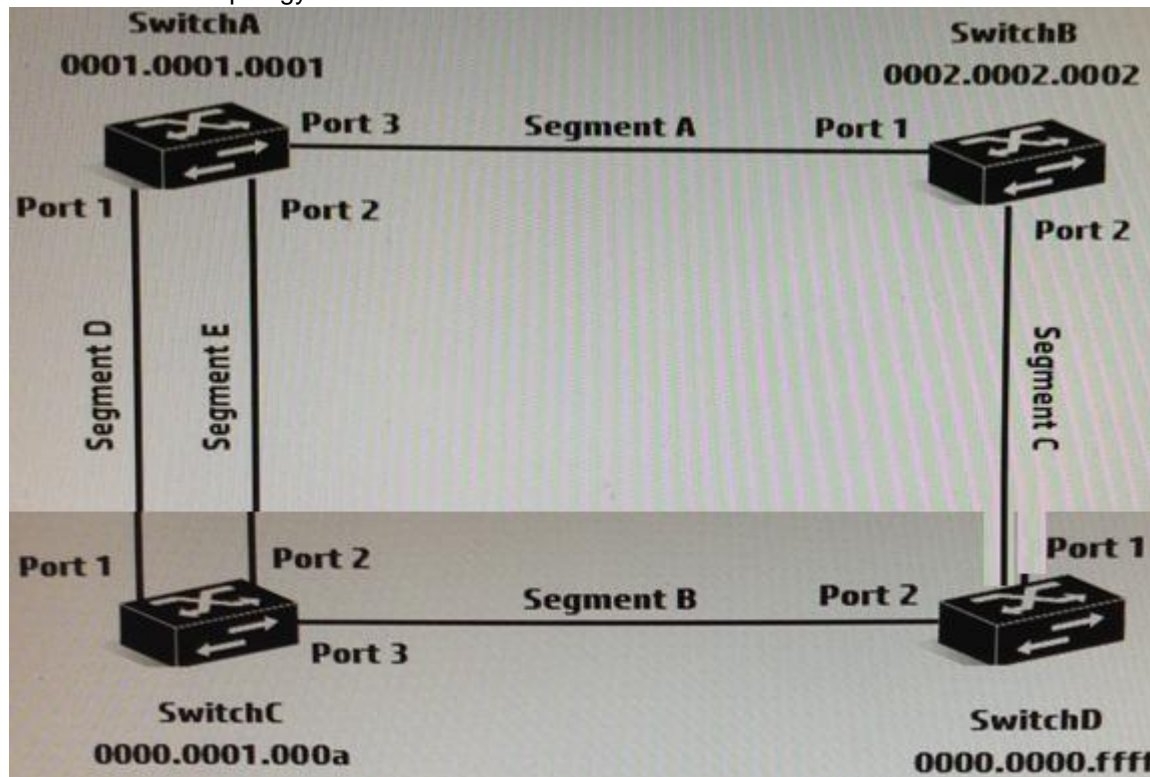 SwitchA
0001.0001.0001
SwitchB
0002.0002.0002
Port 3
Segment A
Port 1
Port 1
Port 2
Port 2
Segment D
Segment E
Segment C
Port 1
Port 2
Segment B
Port 2
Port 1
Port 3
SwitchC
0000.0001.000a
SwitchD
0000.0000.ffff